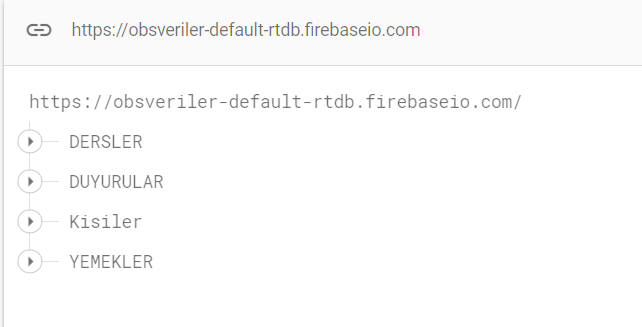 https://obsveriler-default-rtdb.firebaseio.com
https://obsveriler-default-rtdb.firebaseio.com/
DERSLER
DUYURULAR
Kisiler
YEMEKLER